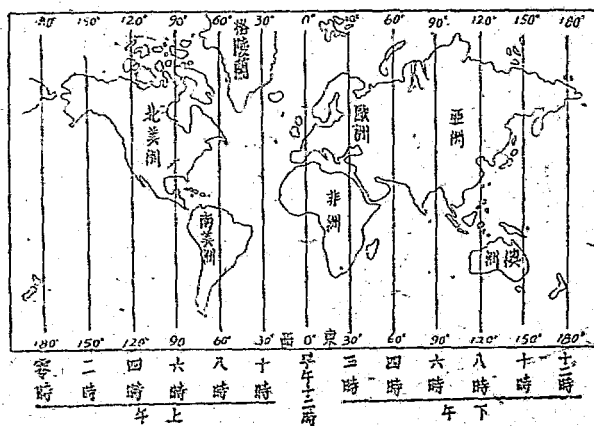 180° 150° 120° 90° 60° 30° 0° 30° 60° 90° 120° 150° 180°
格陸蘭
北美洲
歐洲
亞洲
非洲
南美洲
澳洲
180° 150° 120° 90 60° 30° 西 0° 東 30° 60° 90° 120° 150° 180°
零時
二時
四時
六時
八時
十時
午十二時
三時
四時
六時
八時
十時
十二時
上午
下午